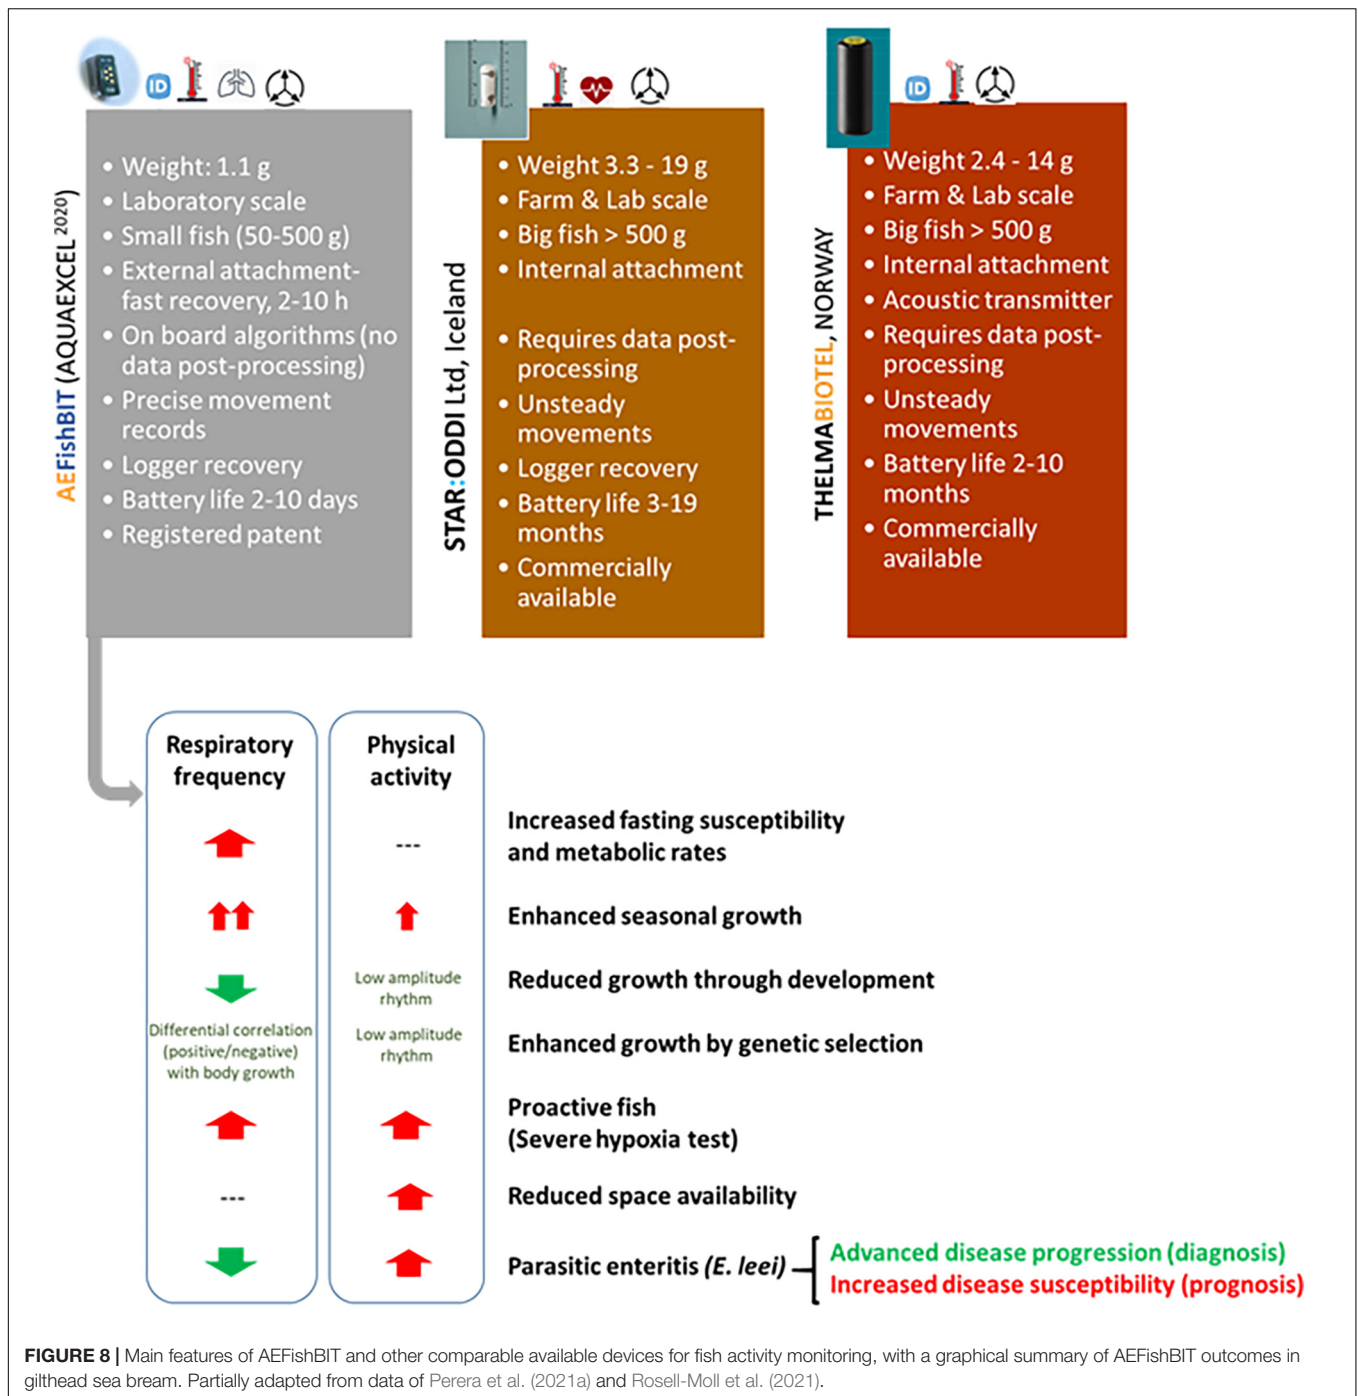 ID
ID
AEFishBIT (AQUAEXCEL 2020)
• Weight: 1.1 g
• Laboratory scale
• Small fish (50-500 g)
• External attachment-
fast recovery, 2-10 h
• On board algorithms (no
data post-processing)
• Precise movement
records
• Logger recovery
• Battery life 2-10 days
• Registered patent
STAR:ODDI Ltd, Iceland
• Weight 3.3 - 19 g
• Farm & Lab scale
• Big fish > 500 g
• Internal attachment
• Requires data post-
processing
• Unsteady
movements
• Logger recovery
• Battery life 3-19
months
• Commercially
available
THELMABIOTEL, NORWAY
• Weight 2.4 - 14 g
• Farm & Lab scale
• Big fish > 500 g
• Internal attachment
• Acoustic transmitter
• Requires data post-
processing
• Unsteady
movements
• Battery life 2-10
months
• Commercially
available
Respiratory
frequency
Physical
activity
---
Increased fasting susceptibility
and metabolic rates
Enhanced seasonal growth
Low amplitude
rhythm
Reduced growth through development
Differential correlation
(positive/negative)
with body growth
Low amplitude
rhythm
Enhanced growth by genetic selection
Proactive fish
(Severe hypoxia test)
---
Reduced space availability
Parasitic enteritis (E. leei)
Advanced disease progression (diagnosis)
Increased disease susceptibility (prognosis)
FIGURE 8 | Main features of AEFishBIT and other comparable available devices for fish activity monitoring, with a graphical summary of AEFishBIT outcomes in
gilthead sea bream. Partially adapted from data of Perera et al. (2021a) and Rosell-Moll et al. (2021).